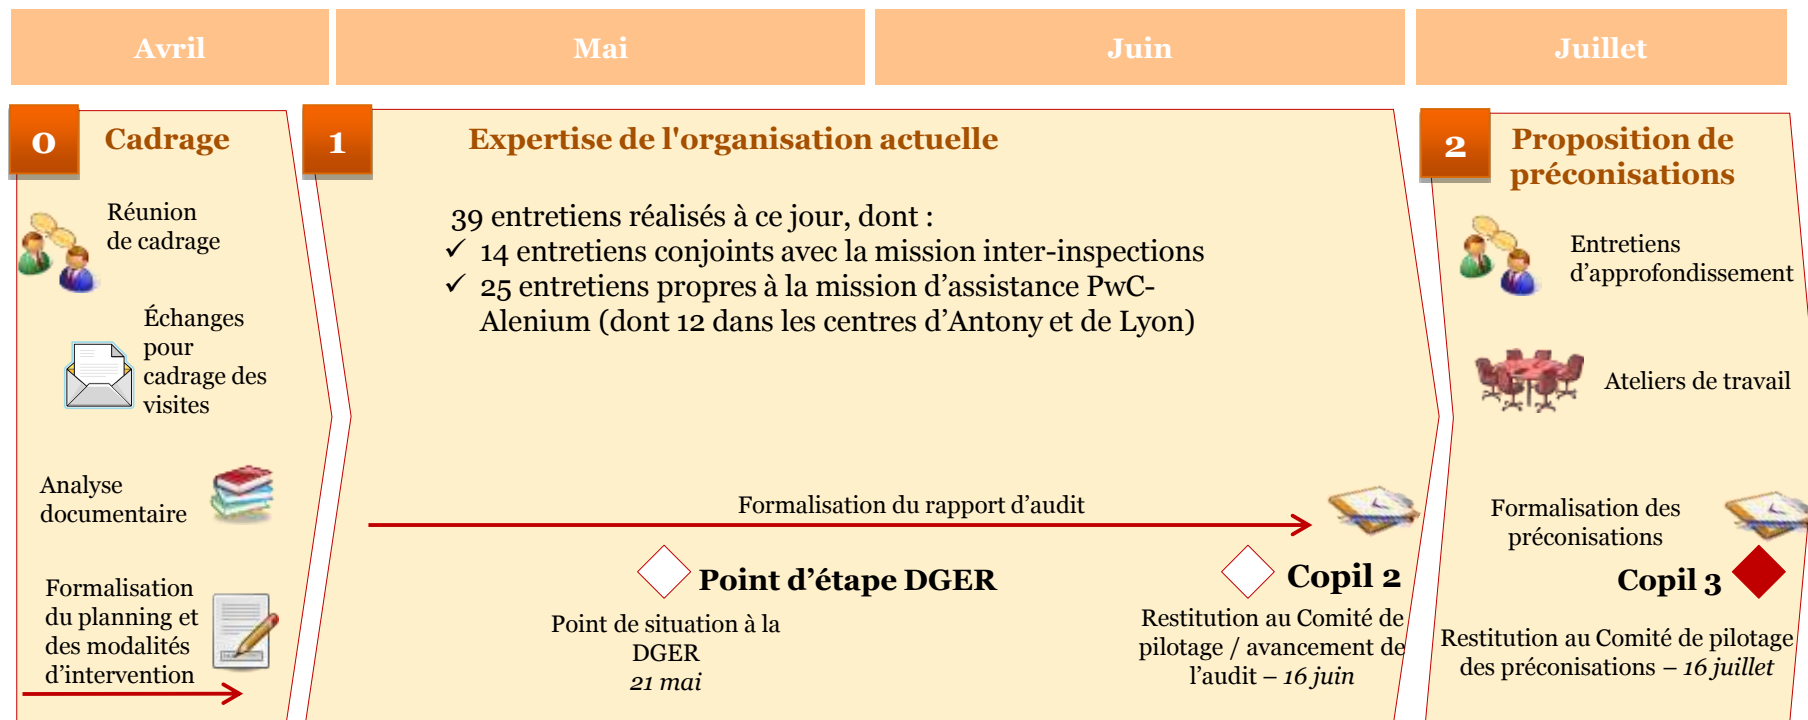 Avril
Mai
Juin
Juillet
0
Cadrage
Réunion
de cadrage
Échanges
pour
cadrage des
visites
Analyse
documentaire
Formalisation
du planning et
des modalités
d’intervention
1
Expertise de l'organisation actuelle
39 entretiens réalisés à ce jour, dont :
✓ 14 entretiens conjoints avec la mission inter-inspections
✓ 25 entretiens propres à la mission d’assistance PwC-
Alenium (dont 12 dans les centres d’Antony et de Lyon)
Formalisation du rapport d’audit
Point d’étape DGER
Point de situation à la
DGER
21 mai
Copil 2
Restitution au Comité de
pilotage / avancement de
l’audit – 16 juin
2
Proposition de
préconisations
Entretiens
d’approfondissement
Ateliers de travail
Formalisation des
préconisations
Copil 3
Restitution au Comité de pilotage
des préconisations – 16 juillet